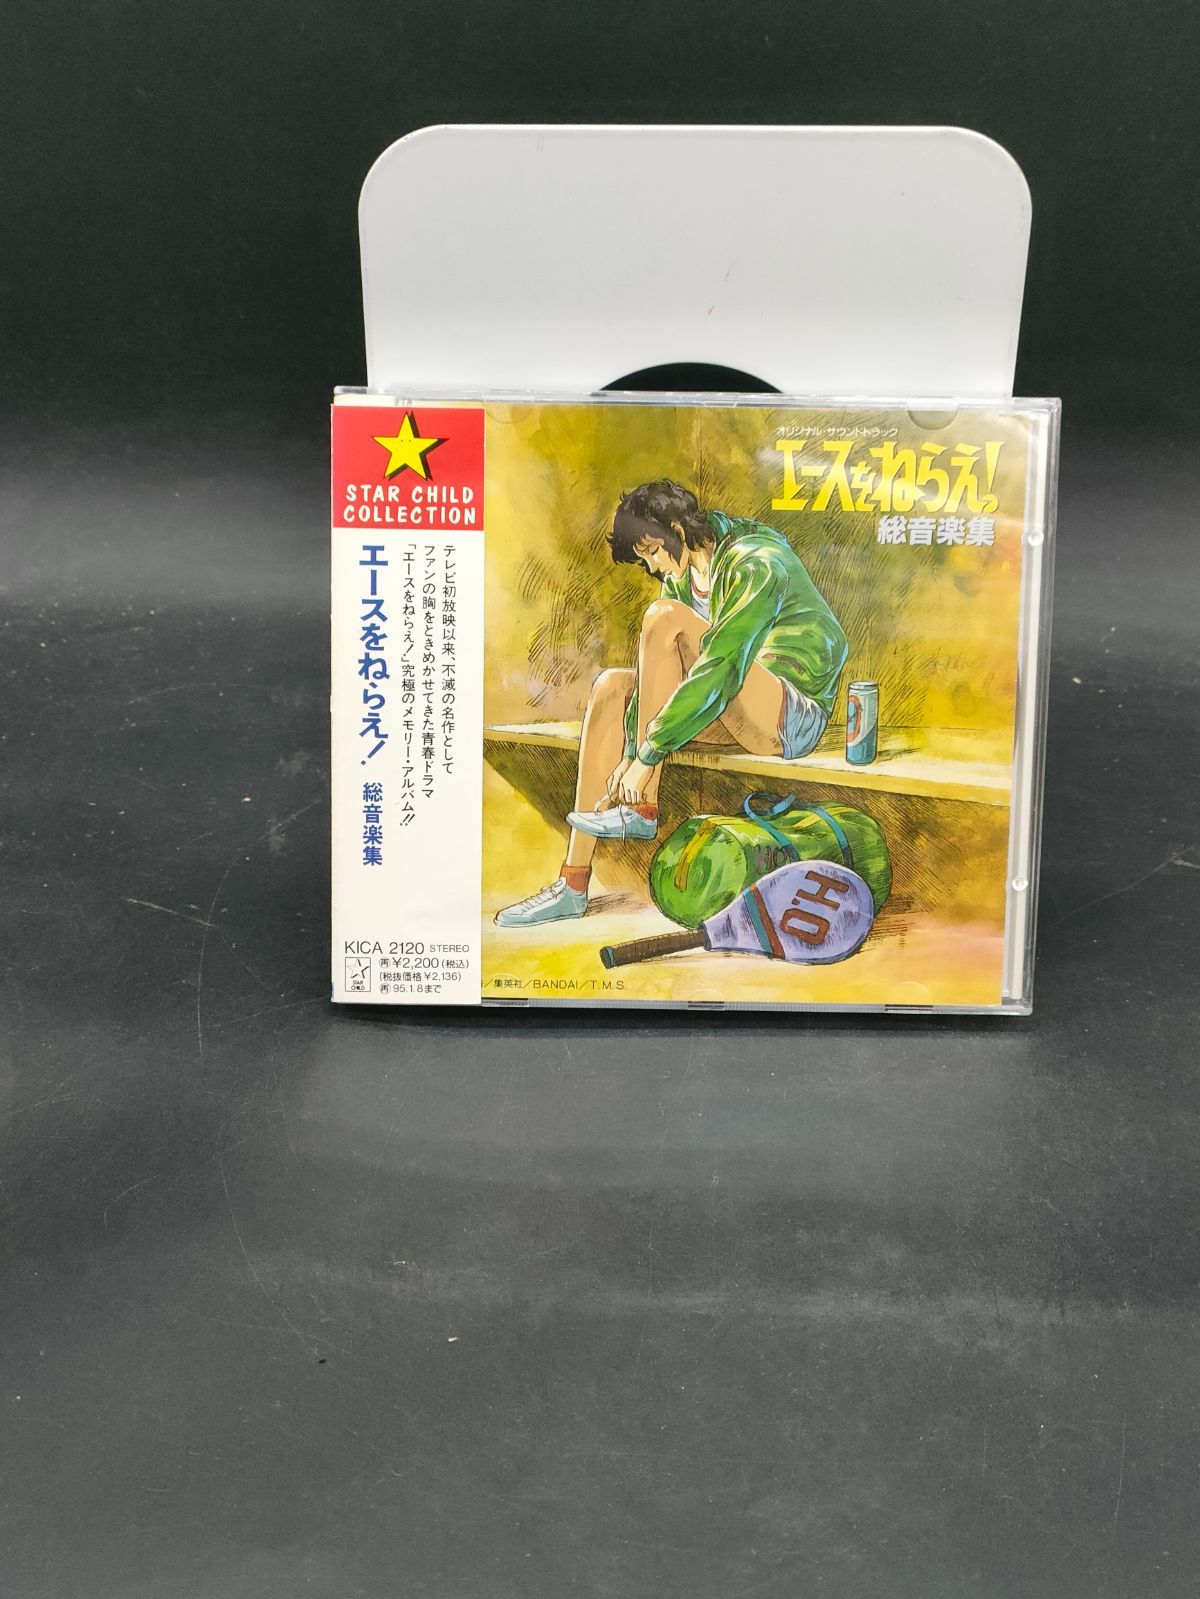 STAR CHILD
COLLECTION
テレビ初放映以来、不滅の名作として
ファンの胸をときめかせてきた青春ドラマ
「エースをねらえ!」究極のメモリー・アルバム!!
エースをねらえ! 総音楽集
KICA 2120 STEREO
再 ¥2,200(税込)
(税抜価格 ¥2,136)
再 95.1.8まで
STAR
CHILD
オリジナル・サウンドトラック
エースをねらえ!
総音楽集
HO
H.O
/集英社/BANDAI/T.M.S.